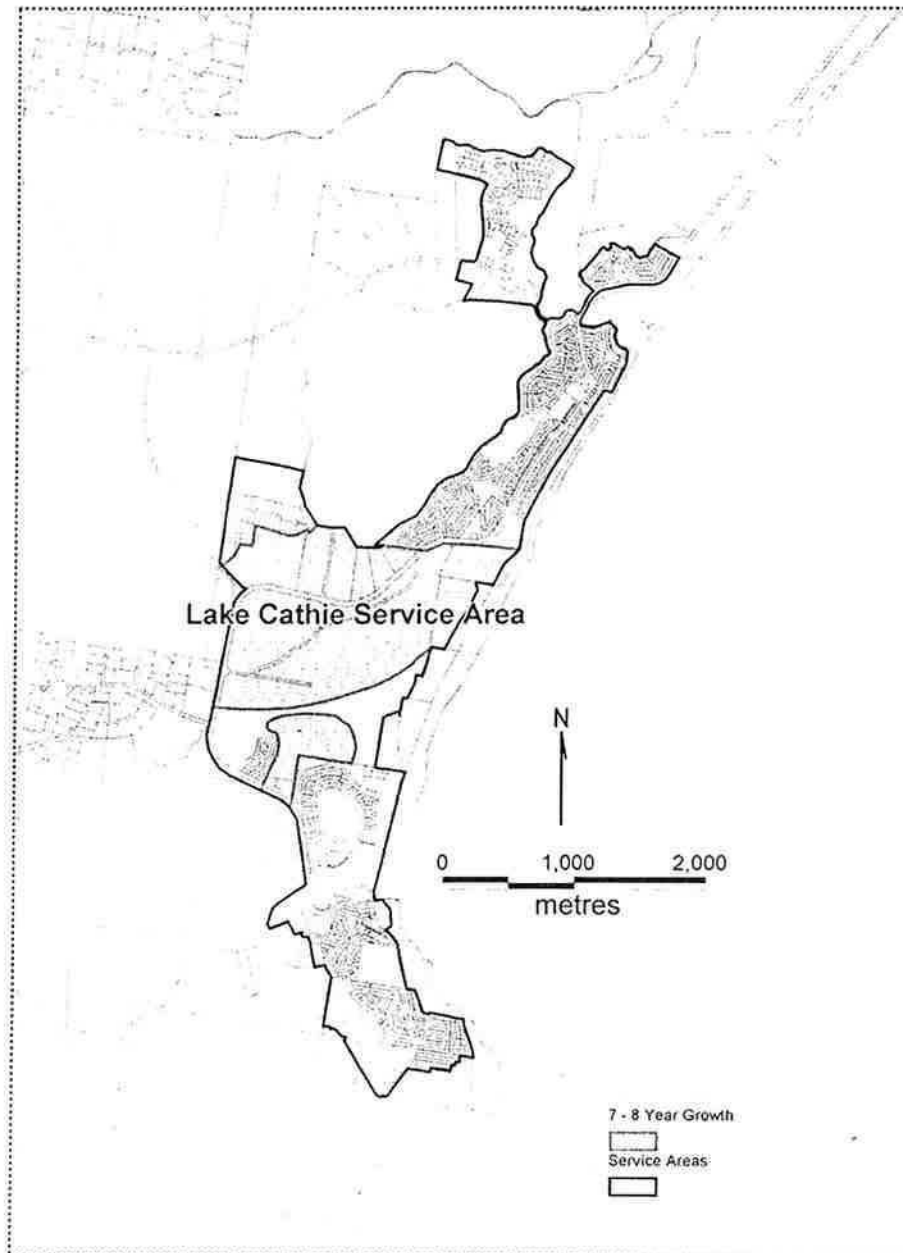 Lake Cathie Service Area
N
0 1,000 2,000
metres
7 - 8 Year Growth
Service Areas